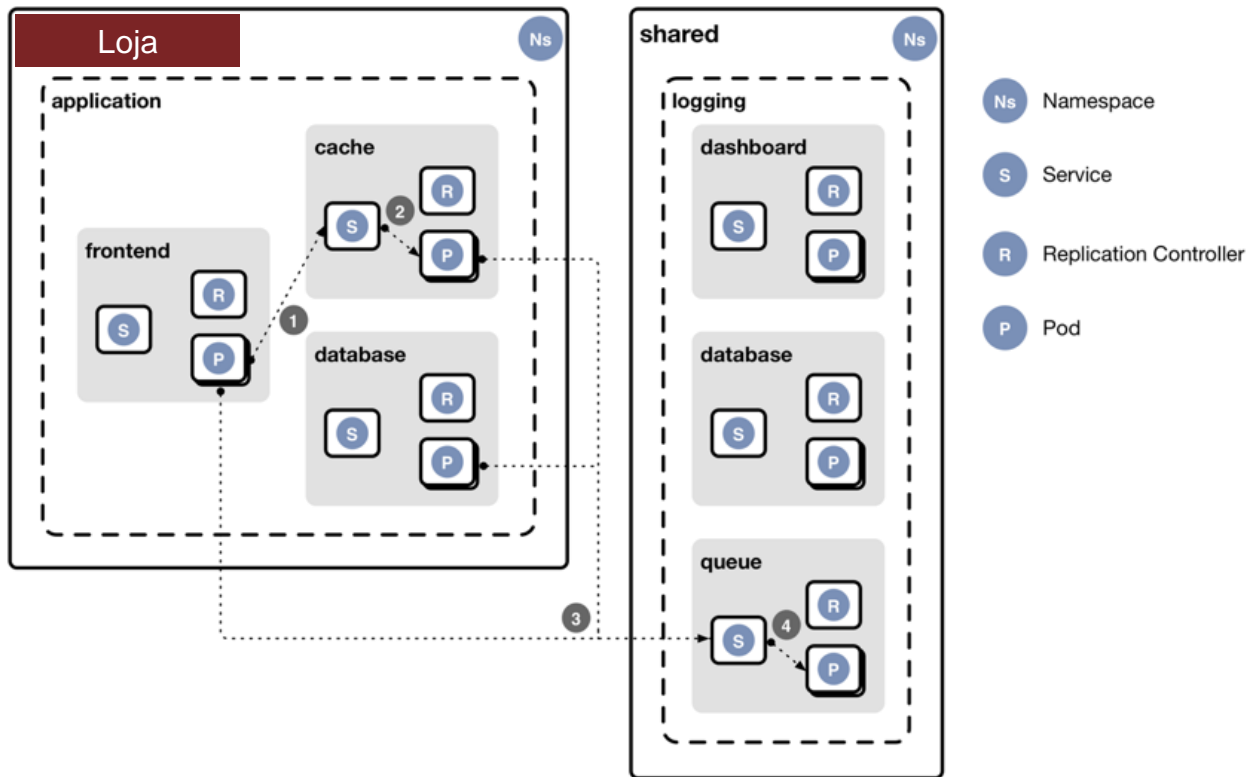 Loja
Ns
application
cache
R
S
2
P
frontend
R
S
1
P
database
R
S
P
3
shared
Ns
logging
dashboard
R
S
P
database
R
S
P
queue
R
S
4
P
Ns Namespace
S Service
R Replication Controller
P Pod